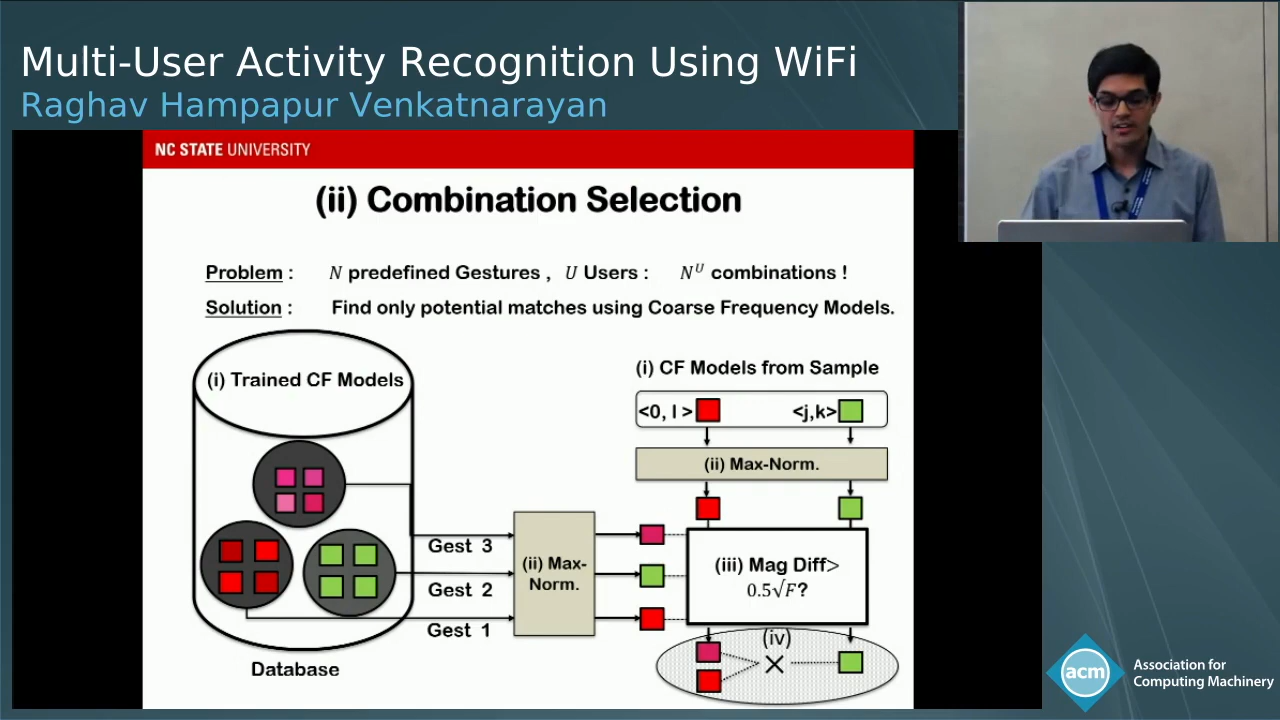 Multi-User Activity Recognition Using WiFi
Raghav Hampapur Venkatnarayan
NC STATE UNIVERSITY
(ii) Combination Selection
Problem : N predefined Gestures , U Users : N^U combinations !
Solution : Find only potential matches using Coarse Frequency Models.
(i) Trained CF Models
(i) CF Models from Sample
<0, I >
<j,k>
(ii) Max-Norm.
Gest 3
Gest 2
Gest 1
(ii) Max-
Norm.
(iii) Mag Diff>
0.5√F?
(iv)
×
Database
acm
Association for
Computing Machinery